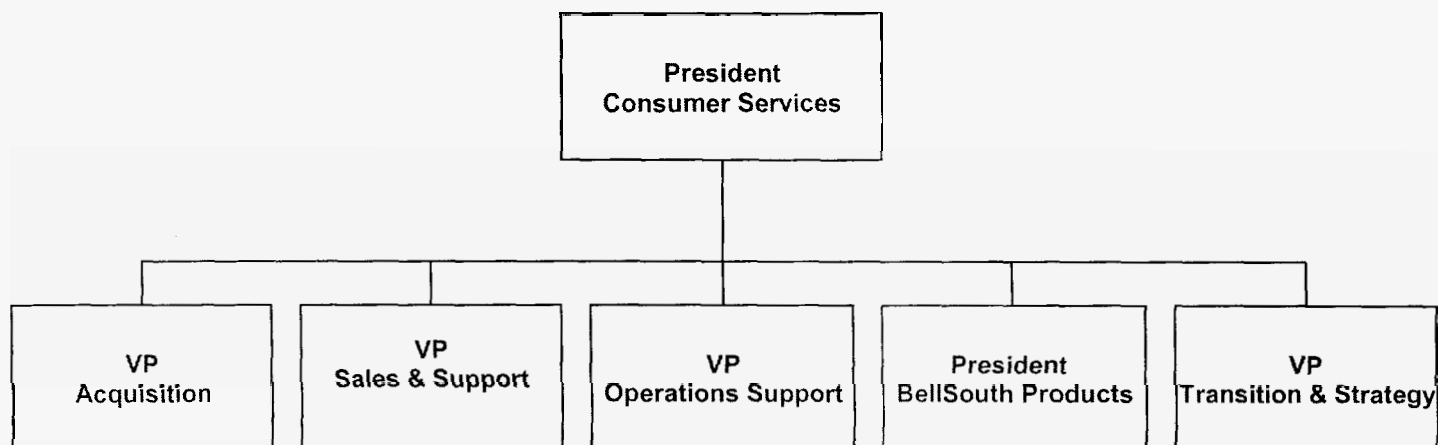 President
Consumer Services
VP
Acquisition
VP
Sales & Support
VP
Operations Support
President
BellSouth Products
VP
Transition & Strategy